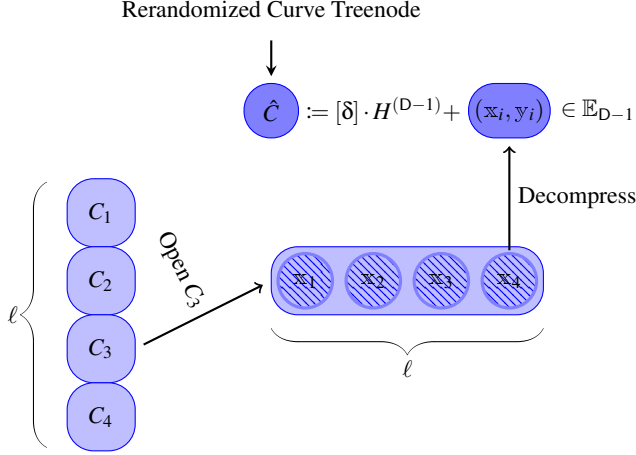 Rerandomized Curve Treenode
Ĉ := [δ] · H^(D−1) + (𝕩_i, 𝕪_i) ∈ 𝔼_{D−1}
Decompress
C_1
C_2
C_3
C_4
ℓ
Open C_3
𝕩_1 𝕩_2 𝕩_3 𝕩_4
ℓ